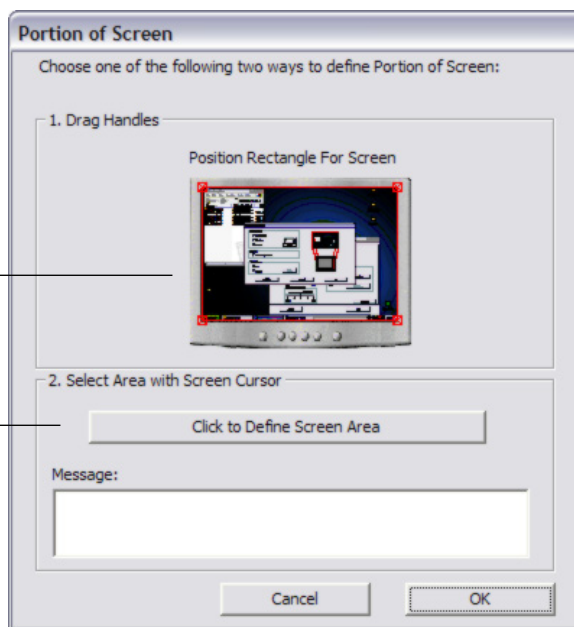 Portion of Screen
Choose one of the following two ways to define Portion of Screen:
1. Drag Handles
Position Rectangle For Screen
2. Select Area with Screen Cursor
Click to Define Screen Area
Message:
Cancel
OK